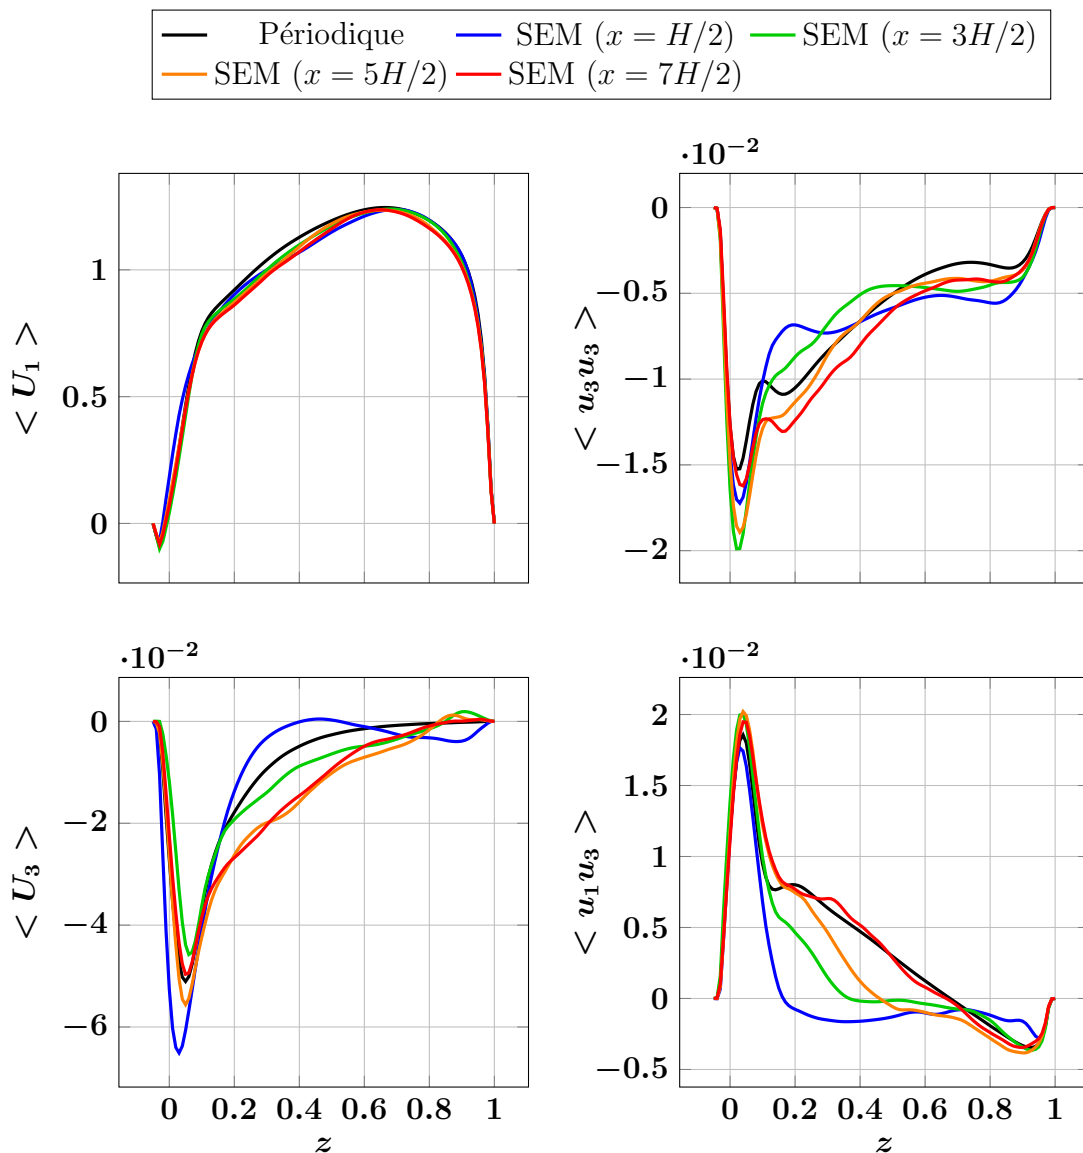 Périodique SEM (x = H/2) SEM (x = 3H/2)
SEM (x = 5H/2) SEM (x = 7H/2)
0
0.5
1
< U₁ >
·10⁻²
0
−0.5
−1
−1.5
−2
< u₃u₃ >
·10⁻²
0
−2
−4
−6
< U₃ >
0 0.2 0.4 0.6 0.8 1
z
·10⁻²
2
1.5
1
0.5
0
−0.5
< u₁u₃ >
0 0.2 0.4 0.6 0.8 1
z